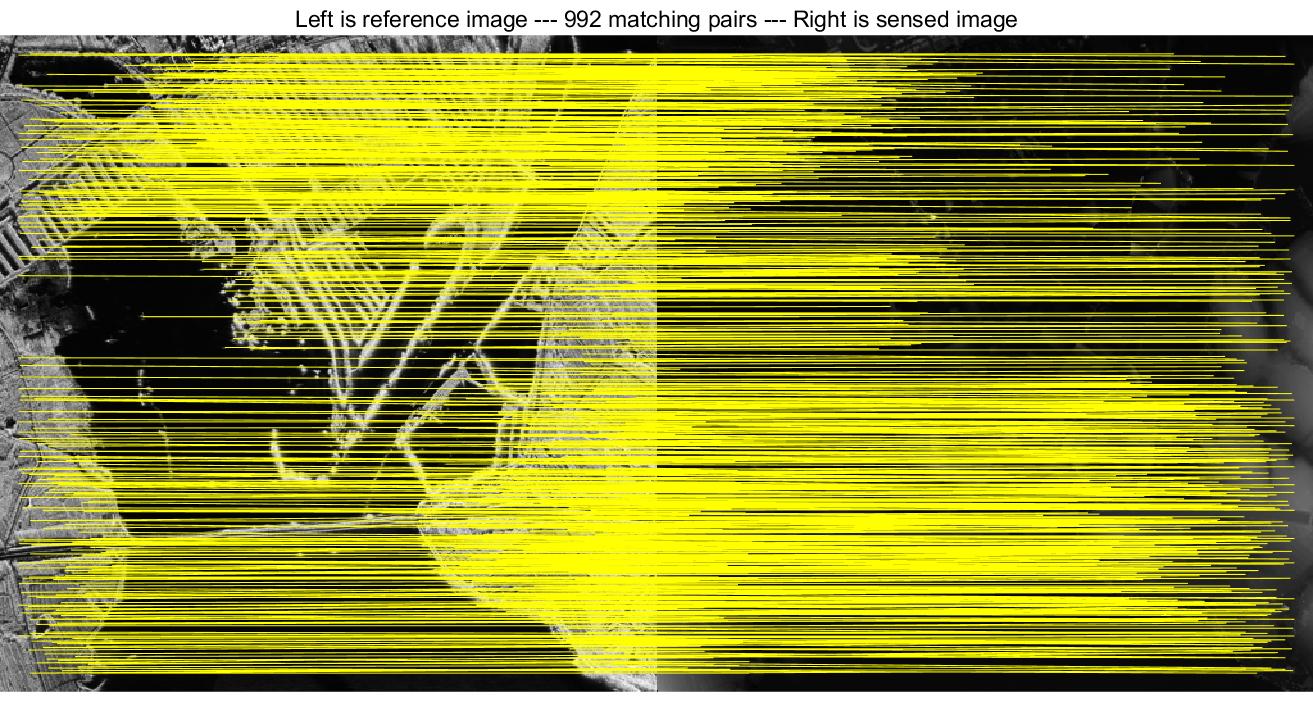 Left is reference image --- 992 matching pairs --- Right is sensed image